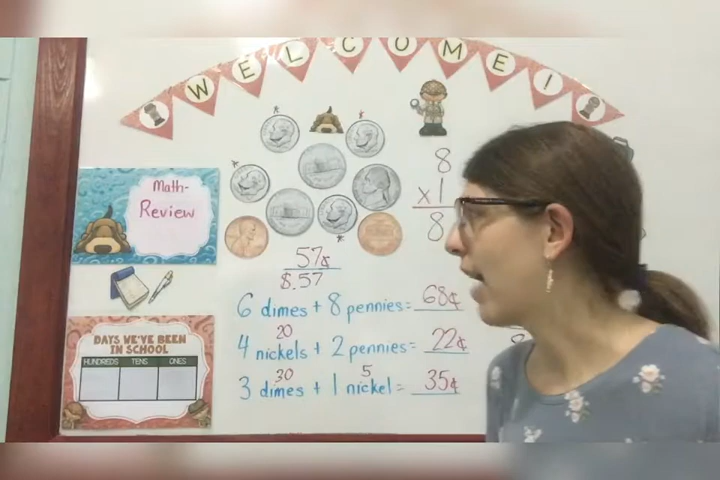 WELCOME!
Math-
Review
8
x1
8
57¢
$.57
6 dimes + 8 pennies = 68¢
20
4 nickels + 2 pennies = 22¢
30 5
3 dimes + 1 nickel = 35¢
DAYS WE'VE BEEN
IN SCHOOL
HUNDREDS TENS ONES